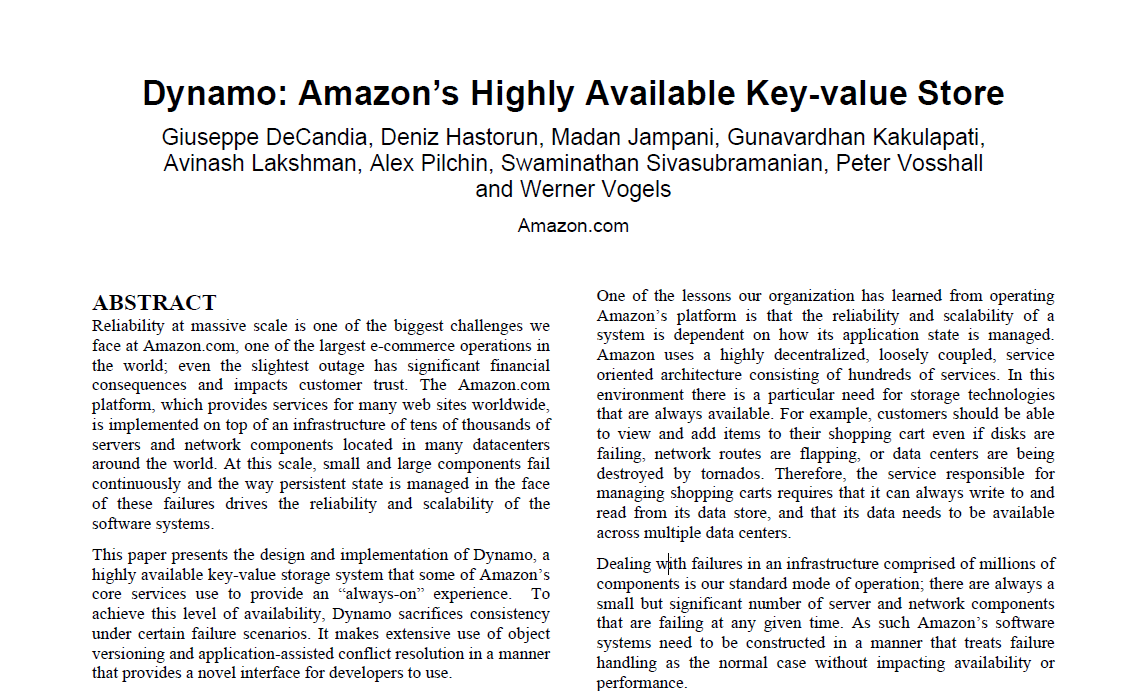 Dynamo: Amazon’s Highly Available Key-value Store
Giuseppe DeCandia, Deniz Hastorun, Madan Jampani, Gunavardhan Kakulapati,
Avinash Lakshman, Alex Pilchin, Swaminathan Sivasubramanian, Peter Vosshall
and Werner Vogels
Amazon.com
ABSTRACT
Reliability at massive scale is one of the biggest challenges we
face at Amazon.com, one of the largest e-commerce operations in
the world; even the slightest outage has significant financial
consequences and impacts customer trust. The Amazon.com
platform, which provides services for many web sites worldwide,
is implemented on top of an infrastructure of tens of thousands of
servers and network components located in many datacenters
around the world. At this scale, small and large components fail
continuously and the way persistent state is managed in the face
of these failures drives the reliability and scalability of the
software systems.
This paper presents the design and implementation of Dynamo, a
highly available key-value storage system that some of Amazon’s
core services use to provide an “always-on” experience. To
achieve this level of availability, Dynamo sacrifices consistency
under certain failure scenarios. It makes extensive use of object
versioning and application-assisted conflict resolution in a manner
that provides a novel interface for developers to use.
One of the lessons our organization has learned from operating
Amazon’s platform is that the reliability and scalability of a
system is dependent on how its application state is managed.
Amazon uses a highly decentralized, loosely coupled, service
oriented architecture consisting of hundreds of services. In this
environment there is a particular need for storage technologies
that are always available. For example, customers should be able
to view and add items to their shopping cart even if disks are
failing, network routes are flapping, or data centers are being
destroyed by tornados. Therefore, the service responsible for
managing shopping carts requires that it can always write to and
read from its data store, and that its data needs to be available
across multiple data centers.
Dealing with failures in an infrastructure comprised of millions of
components is our standard mode of operation; there are always a
small but significant number of server and network components
that are failing at any given time. As such Amazon’s software
systems need to be constructed in a manner that treats failure
handling as the normal case without impacting availability or
performance.